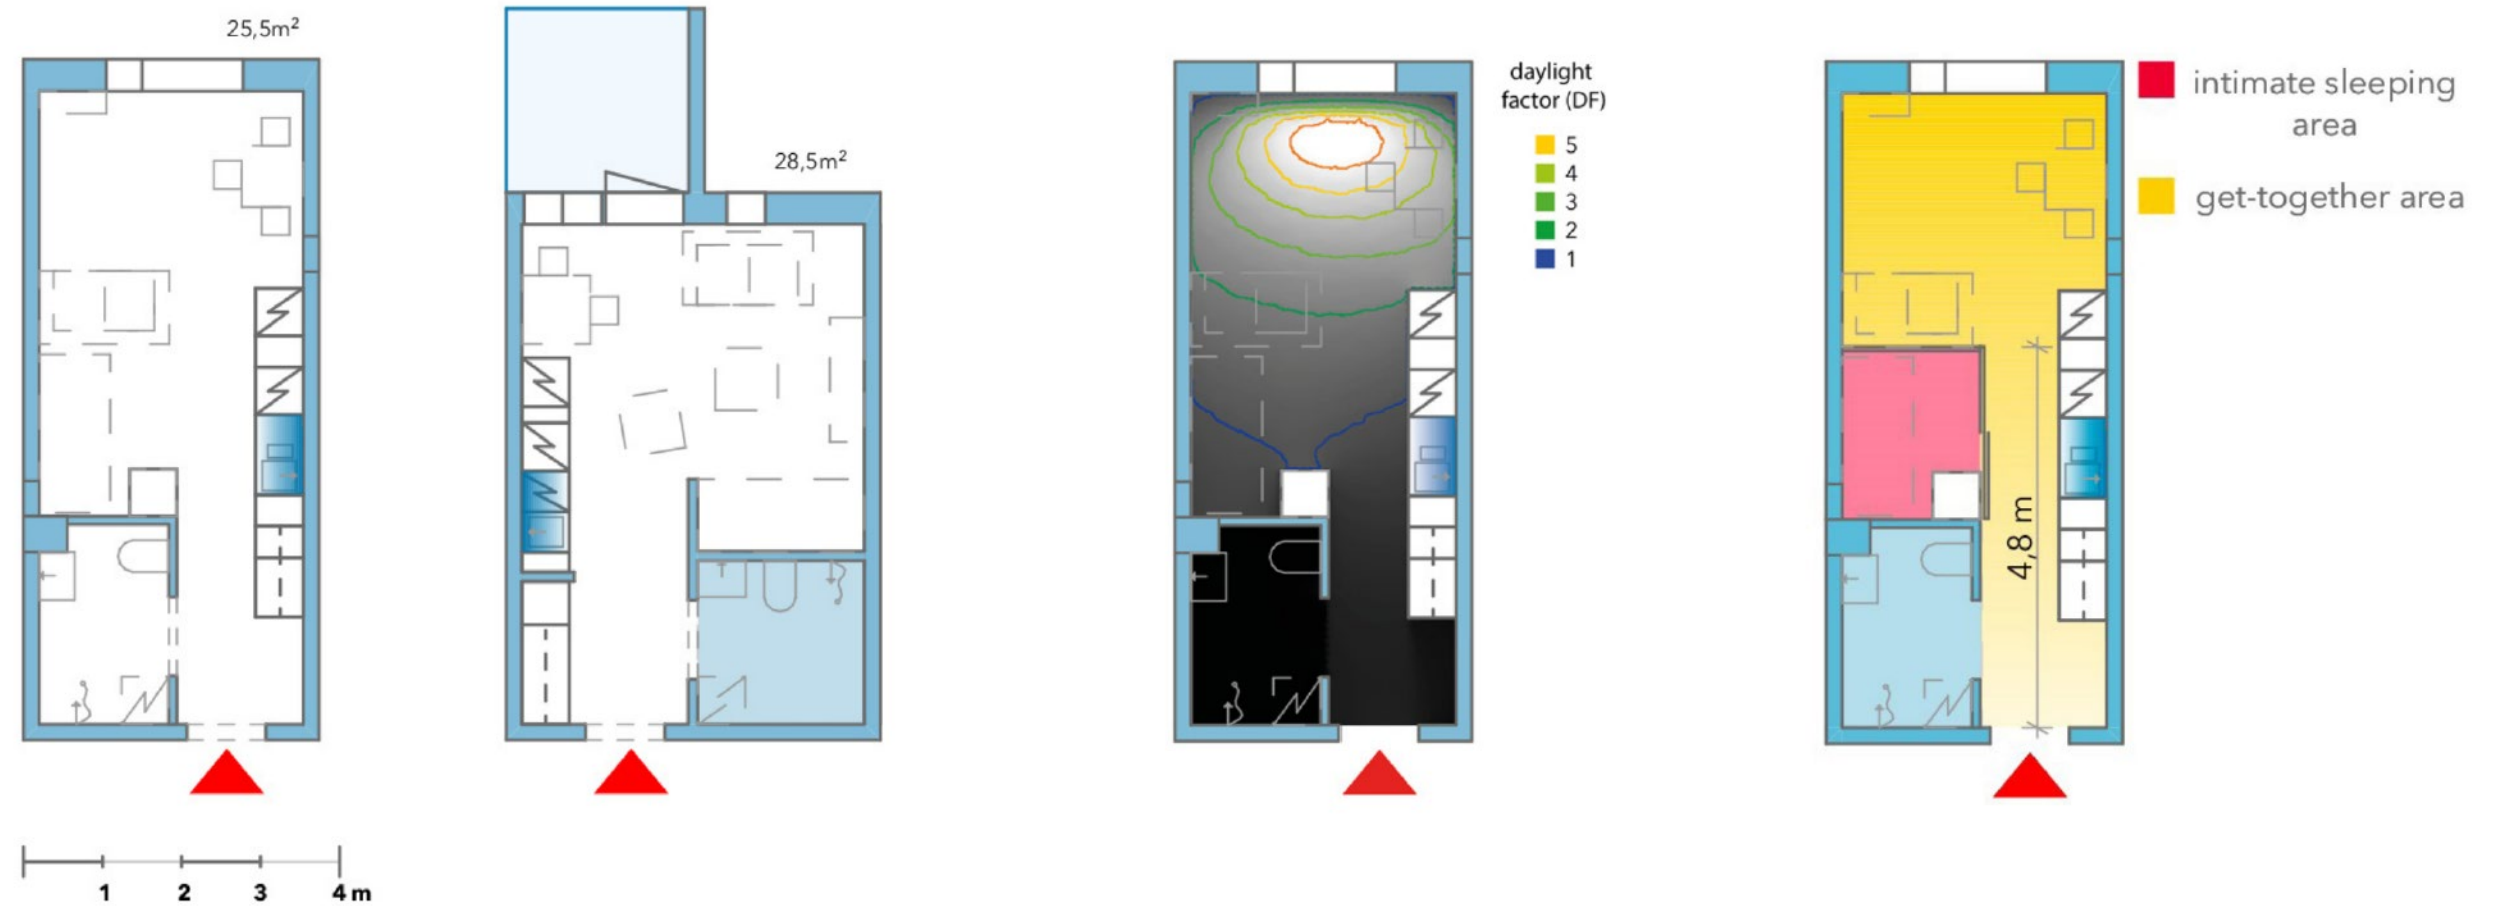 25,5m²
28,5m²
daylight
factor (DF)
5
4
3
2
1
intimate sleeping
area
get-together area
4,8 m
1 2 3 4 m